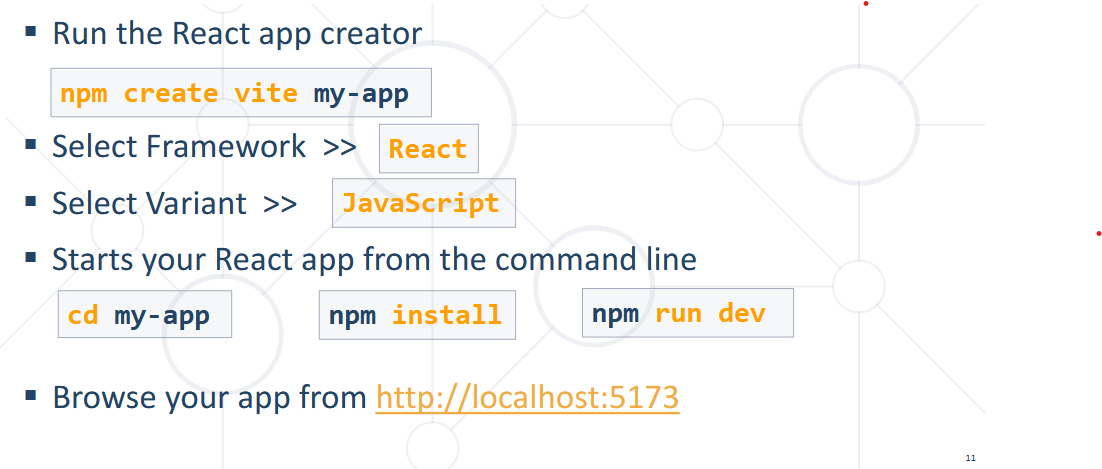 ▪ Run the React app creator
npm create vite my-app
▪ Select Framework >> React
▪ Select Variant >> JavaScript
▪ Starts your React app from the command line
cd my-app npm install npm run dev
▪ Browse your app from http://localhost:5173
11